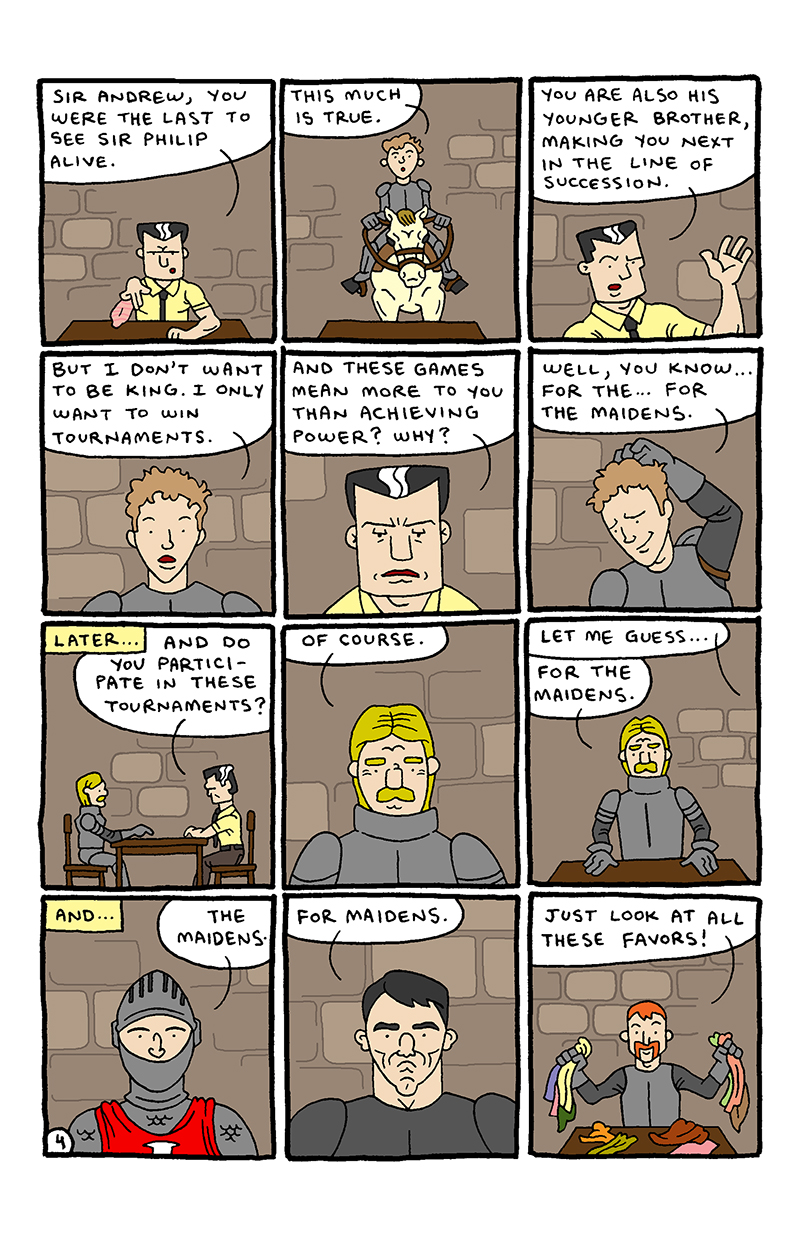 SIR ANDREW, YOU
WERE THE LAST TO
SEE SIR PHILIP
ALIVE.
THIS MUCH
IS TRUE.
YOU ARE ALSO HIS
YOUNGER BROTHER,
MAKING YOU NEXT
IN THE LINE OF
SUCCESSION.
BUT I DON'T WANT
TO BE KING. I ONLY
WANT TO WIN
TOURNAMENTS.
AND THESE GAMES
MEAN MORE TO YOU
THAN ACHIEVING
POWER? WHY?
WELL, YOU KNOW...
FOR THE... FOR
THE MAIDENS.
LATER...
AND DO
YOU PARTICI-
PATE IN THESE
TOURNAMENTS?
OF COURSE.
LET ME GUESS...
FOR THE
MAIDENS.
AND...
THE
MAIDENS.
FOR MAIDENS.
JUST LOOK AT ALL
THESE FAVORS!
4